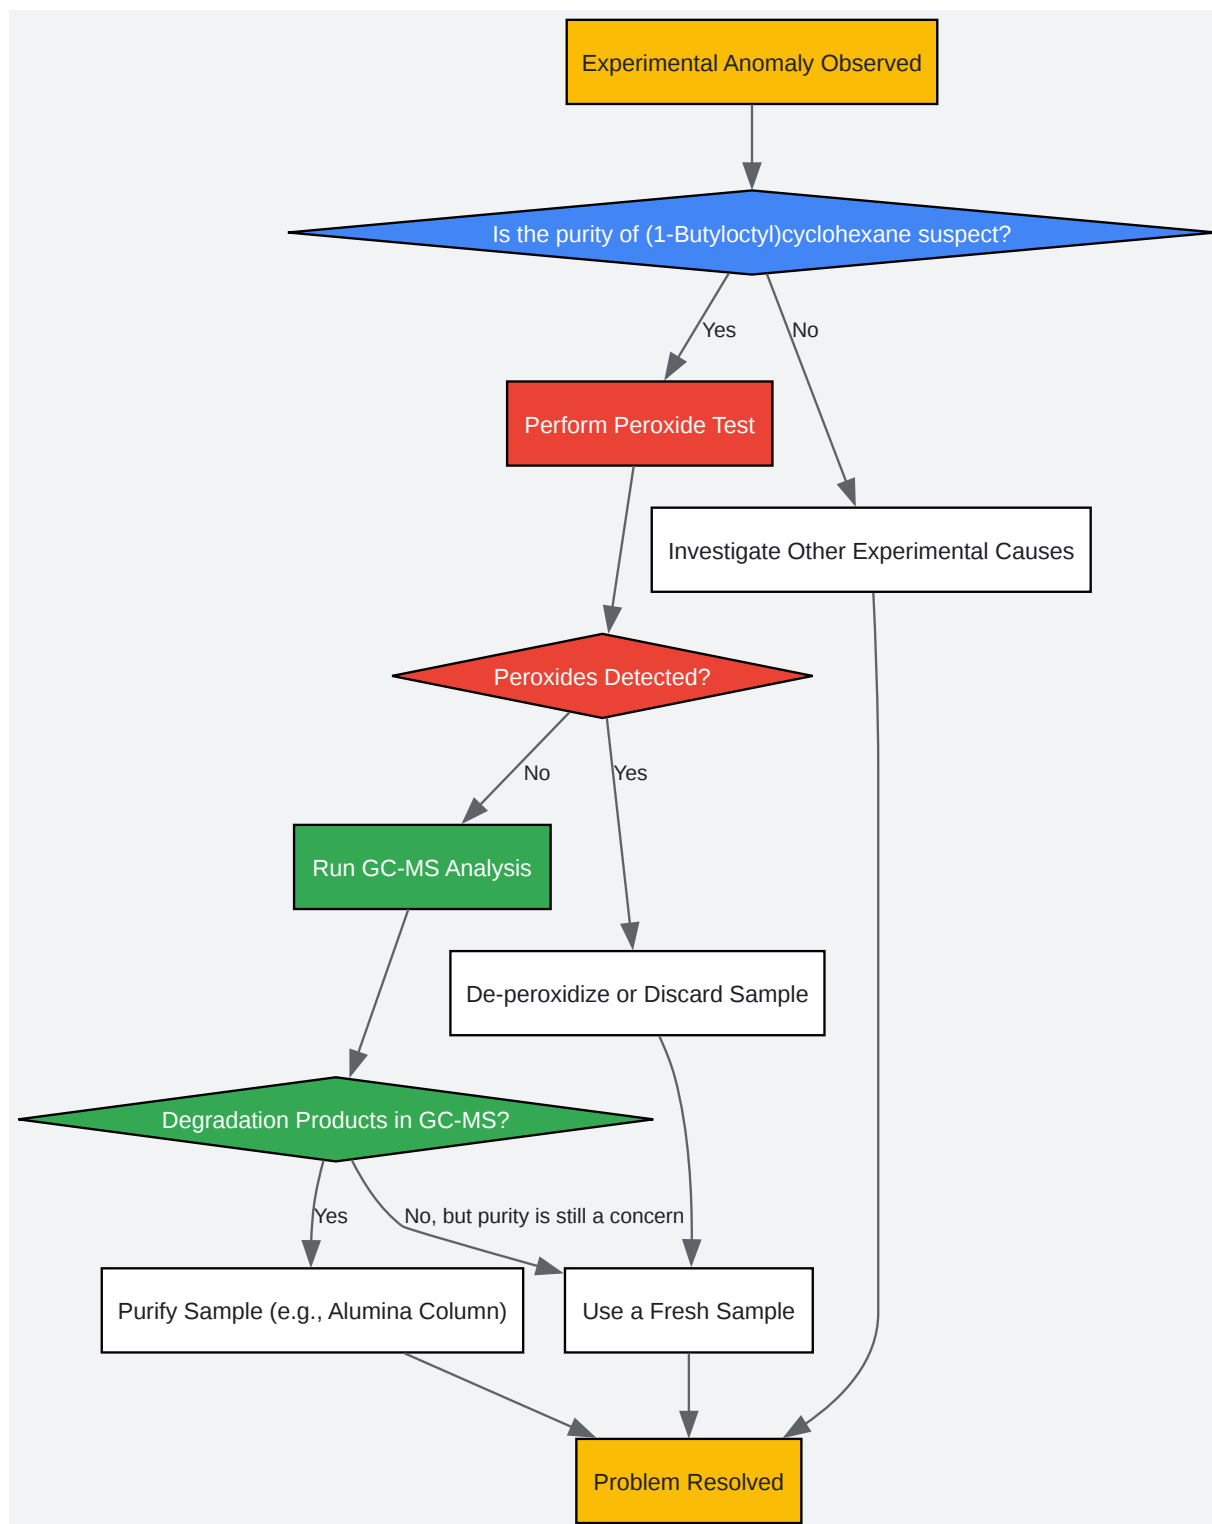 Experimental Anomaly Observed
Is the purity of (1-Butyloctyl)cyclohexane suspect?
Yes
No
Perform Peroxide Test
Investigate Other Experimental Causes
Peroxides Detected?
No
Yes
Run GC-MS Analysis
De-peroxidize or Discard Sample
Degradation Products in GC-MS?
Yes
No, but purity is still a concern
Purify Sample (e.g., Alumina Column)
Use a Fresh Sample
Problem Resolved